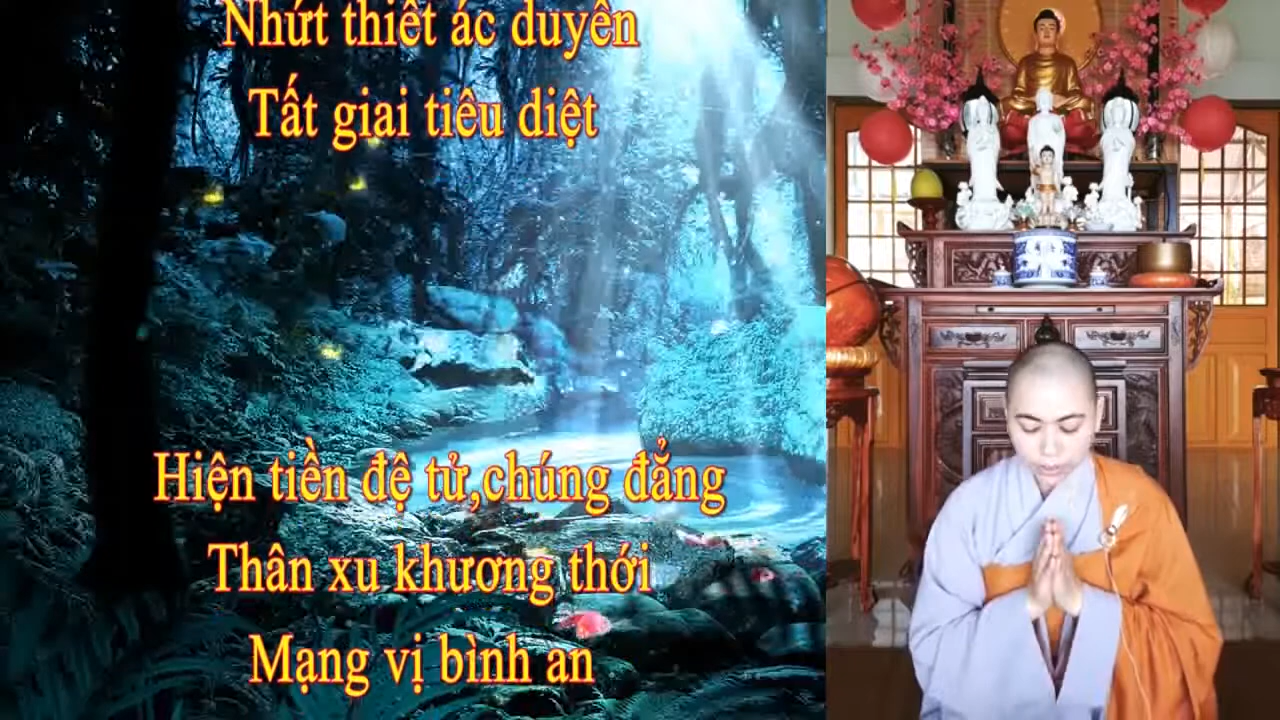 Nhứt thiết ác duyên
Tất giai tiêu diệt
Hiện tiền đệ tử,chúng đẳng
Thân xu khương thới
Mạng vị bình an